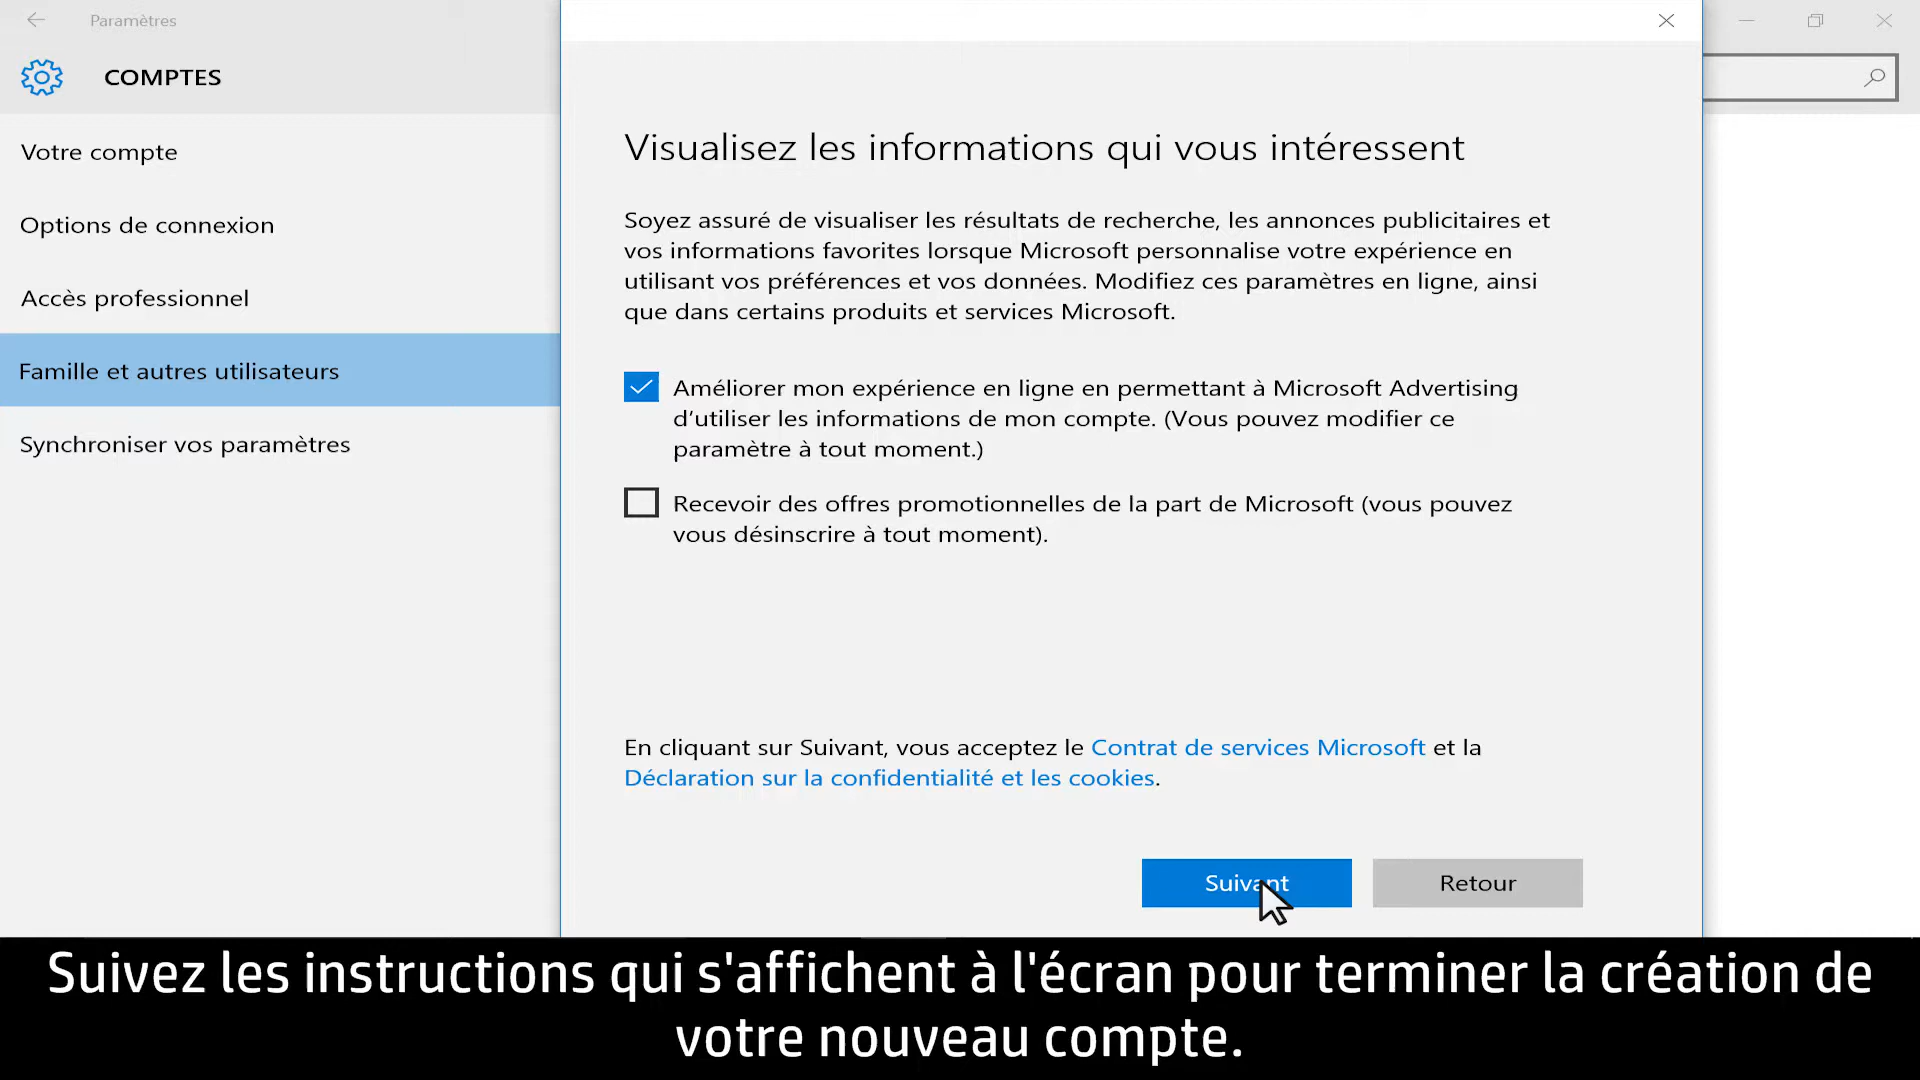 Paramètres
COMPTES
Votre compte
Options de connexion
Accès professionnel
Famille et autres utilisateurs
Synchroniser vos paramètres
Visualisez les informations qui vous intéressent
Soyez assuré de visualiser les résultats de recherche, les annonces publicitaires et
vos informations favorites lorsque Microsoft personnalise votre expérience en
utilisant vos préférences et vos données. Modifiez ces paramètres en ligne, ainsi
que dans certains produits et services Microsoft.
Améliorer mon expérience en ligne en permettant à Microsoft Advertising
d’utiliser les informations de mon compte. (Vous pouvez modifier ce
paramètre à tout moment.)
Recevoir des offres promotionnelles de la part de Microsoft (vous pouvez
vous désinscrire à tout moment).
En cliquant sur Suivant, vous acceptez le Contrat de services Microsoft et la
Déclaration sur la confidentialité et les cookies.
Suivant
Retour
Suivez les instructions qui s'affichent à l'écran pour terminer la création de
votre nouveau compte.